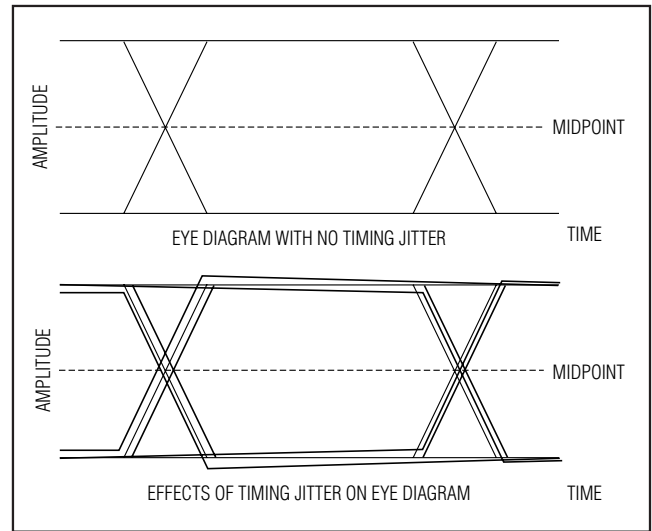 AMPLITUDE
MIDPOINT
EYE DIAGRAM WITH NO TIMING JITTER
TIME
AMPLITUDE
MIDPOINT
EFFECTS OF TIMING JITTER ON EYE DIAGRAM
TIME